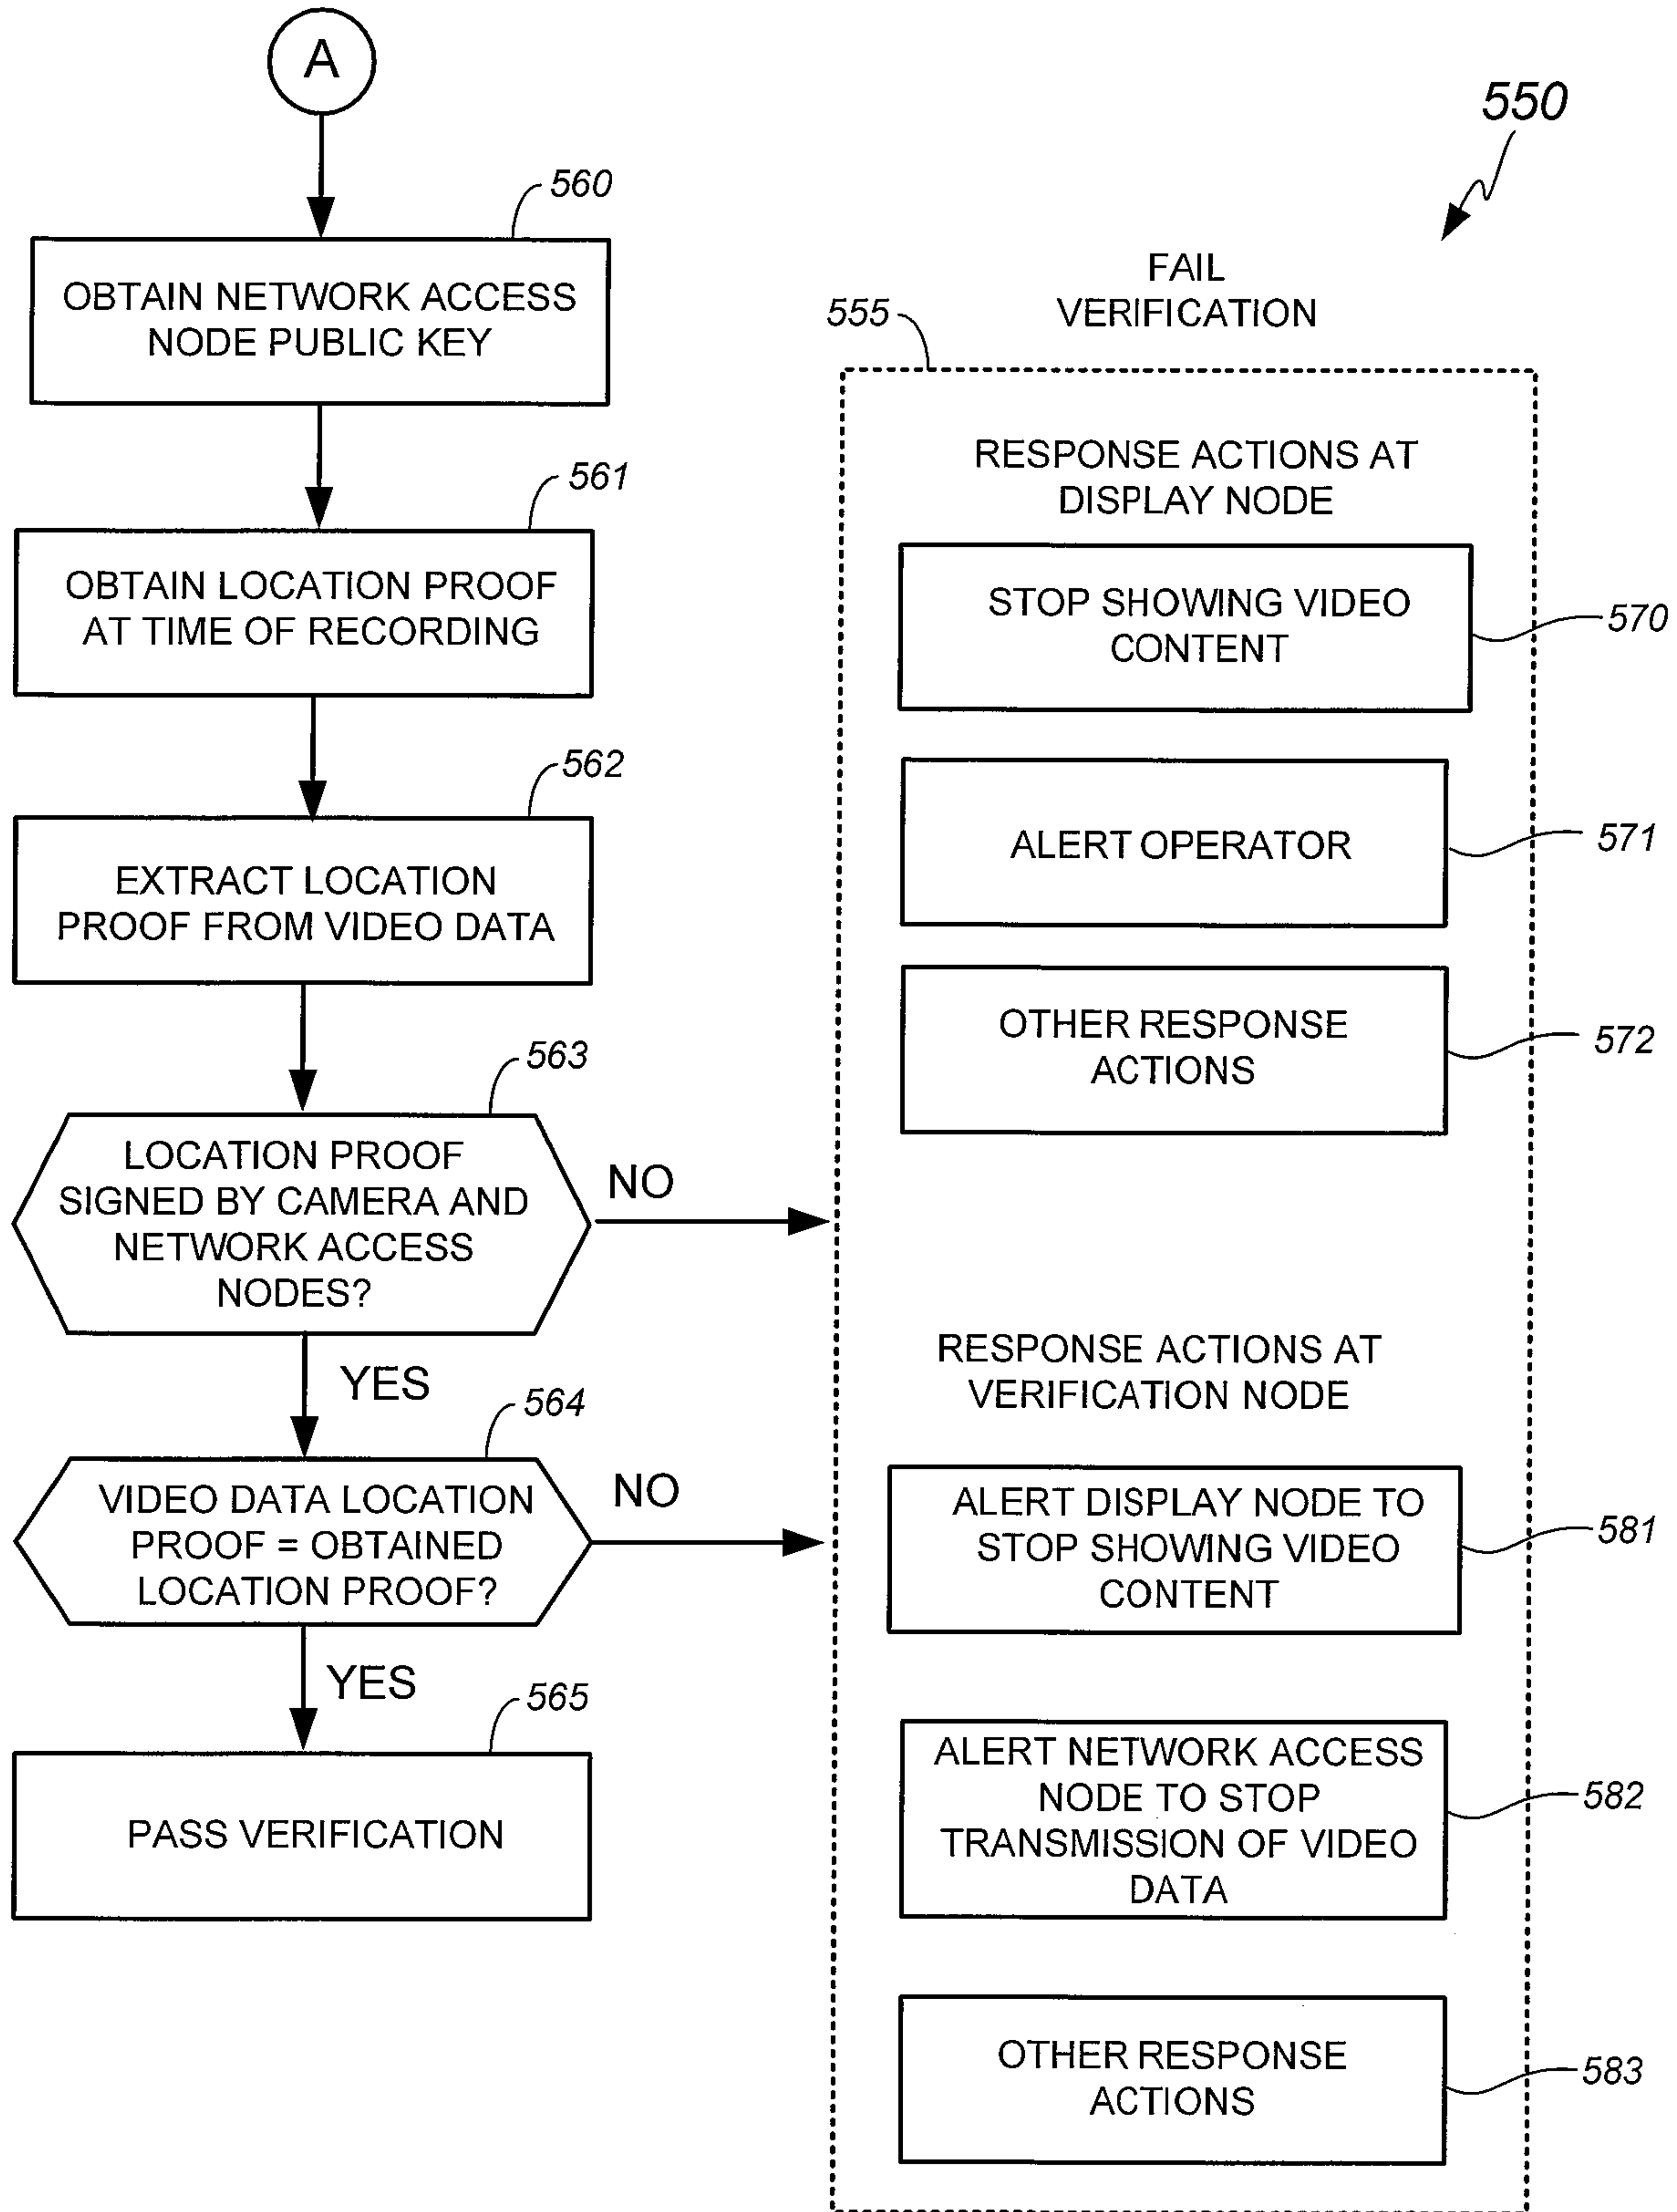 A
550
560
OBTAIN NETWORK ACCESS
NODE PUBLIC KEY
561
OBTAIN LOCATION PROOF
AT TIME OF RECORDING
562
EXTRACT LOCATION
PROOF FROM VIDEO DATA
563
LOCATION PROOF
SIGNED BY CAMERA AND
NETWORK ACCESS
NODES?
NO
YES
564
VIDEO DATA LOCATION
PROOF = OBTAINED
LOCATION PROOF?
NO
YES
565
PASS VERIFICATION
FAIL
VERIFICATION
555
RESPONSE ACTIONS AT
DISPLAY NODE
STOP SHOWING VIDEO
CONTENT
570
ALERT OPERATOR
571
OTHER RESPONSE
ACTIONS
572
RESPONSE ACTIONS AT
VERIFICATION NODE
ALERT DISPLAY NODE TO
STOP SHOWING VIDEO
CONTENT
581
ALERT NETWORK ACCESS
NODE TO STOP
TRANSMISSION OF VIDEO
DATA
582
OTHER RESPONSE
ACTIONS
583